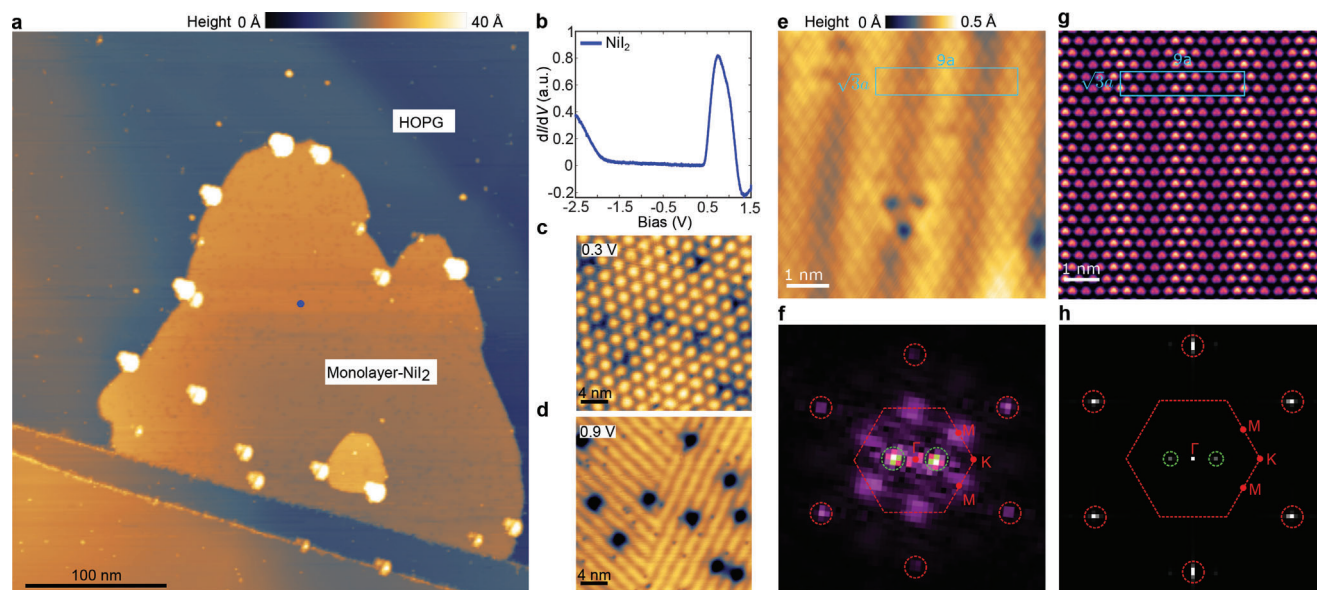 a
Height 0 Å 40 Å
HOPG
Monolayer-NiI2
100 nm
b
1
0.8
0.6
0.4
0.2
0
-0.2
dI/dV (a.u.)
NiI2
-2.5 -1.5 -0.5 0.5 1.5
Bias (V)
c
0.3 V
4 nm
d
0.9 V
4 nm
e
Height 0 Å 0.5 Å
9a
√3a
1 nm
f
M
Γ
K
M
g
9a
√3a
1 nm
h
M
Γ
K
M